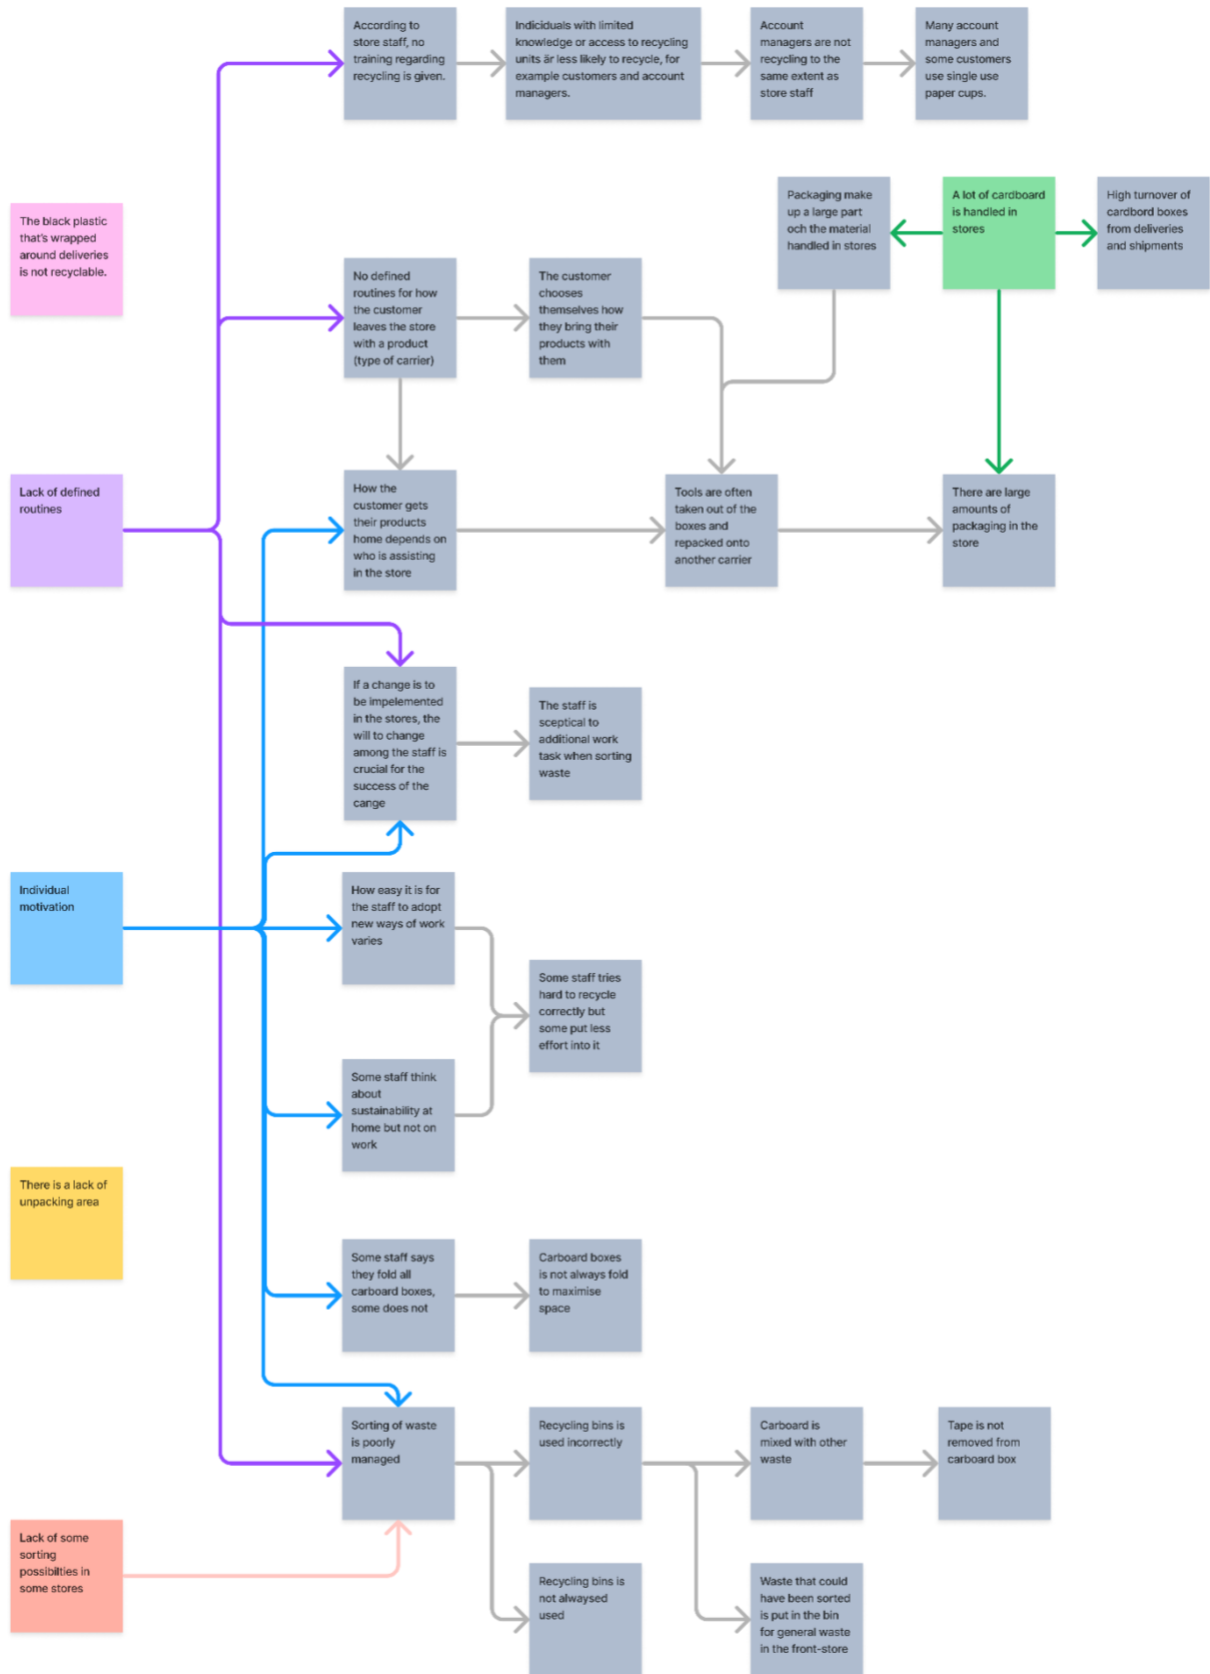 According to
store staff, no
training regarding
recycling is given.
Indiciduals with limited
knowledge or access to recycling
units är less likely to recycle, for
example customers and account
managers.
Account
managers are not
recycling to the
same extent as
store staff
Many account
managers and
some customers
use single use
paper cups.
The black plastic
that's wrapped
around deliveries
is not recyclable.
Packaging make
up a large part
och the material
handled in stores
A lot of cardboard
is handled in
stores
High turnover of
cardbord boxes
from deliveries
and shipments
No defined
routines for how
the customer
leaves the store
with a product
(type of carrier)
The customer
chooses
themselves how
they bring their
products with
them
Lack of defined
routines
How the
customer gets
their products
home depends on
who is assisting
in the store
Tools are often
taken out of the
boxes and
repacked onto
another carrier
There are large
amounts of
packaging in the
store
If a change is to
be impelemented
in the stores, the
will to change
among the staff is
crucial for the
success of the
cange
The staff is
sceptical to
additional work
task when sorting
waste
Individual
motivation
How easy it is for
the staff to adopt
new ways of work
varies
Some staff tries
hard to recycle
correctly but
some put less
effort into it
Some staff think
about
sustainability at
home but not on
work
There is a lack of
unpacking area
Some staff says
they fold all
carboard boxes,
some does not
Carboard boxes
is not always fold
to maximise
space
Sorting of waste
is poorly
managed
Recycling bins is
used incorrectly
Carboard is
mixed with other
waste
Tape is not
removed from
carboard box
Lack of some
sorting
possibilties in
some stores
Recycling bins is
not alwaysed
used
Waste that could
have been sorted
is put in the bin
for general waste
in the front-store